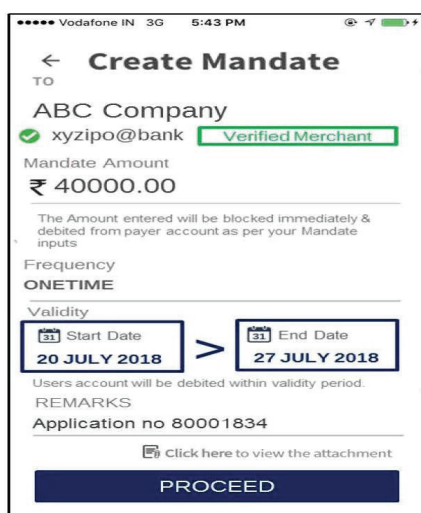 Vodafone IN 3G 5:43 PM
← Create Mandate
TO
ABC Company
xyzipo@bank Verified Merchant
Mandate Amount
₹ 40000.00
The Amount entered will be blocked immediately &
debited from payer account as per your Mandate
inputs
Frequency
ONETIME
Validity
31 Start Date > 31 End Date
20 JULY 2018 27 JULY 2018
Users account will be debited within validity period.
REMARKS
Application no 80001834
Click here to view the attachment
PROCEED